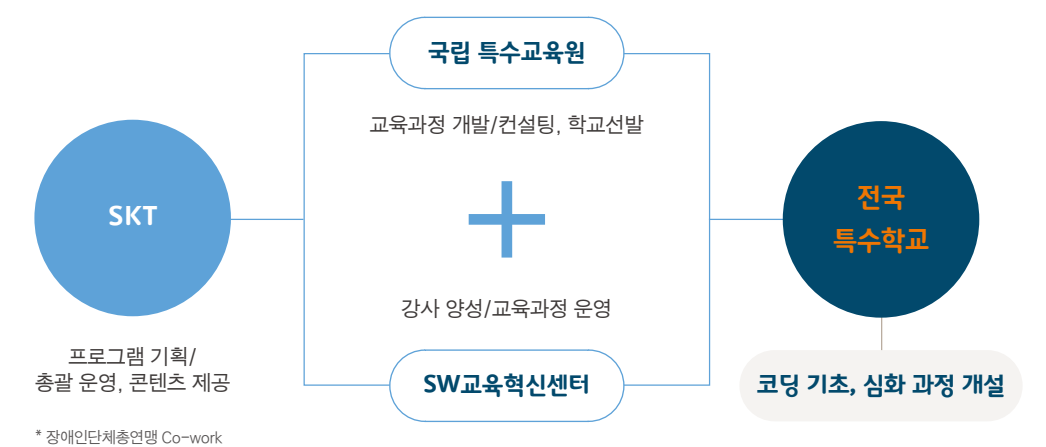 국립 특수교육원
교육과정 개발/컨설팅, 학교선발
SKT
전국
특수학교
강사 양성/교육과정 운영
프로그램 기획/
총괄 운영, 콘텐츠 제공
SW교육혁신센터
코딩 기초, 심화 과정 개설
* 장애인단체총연맹 Co-work